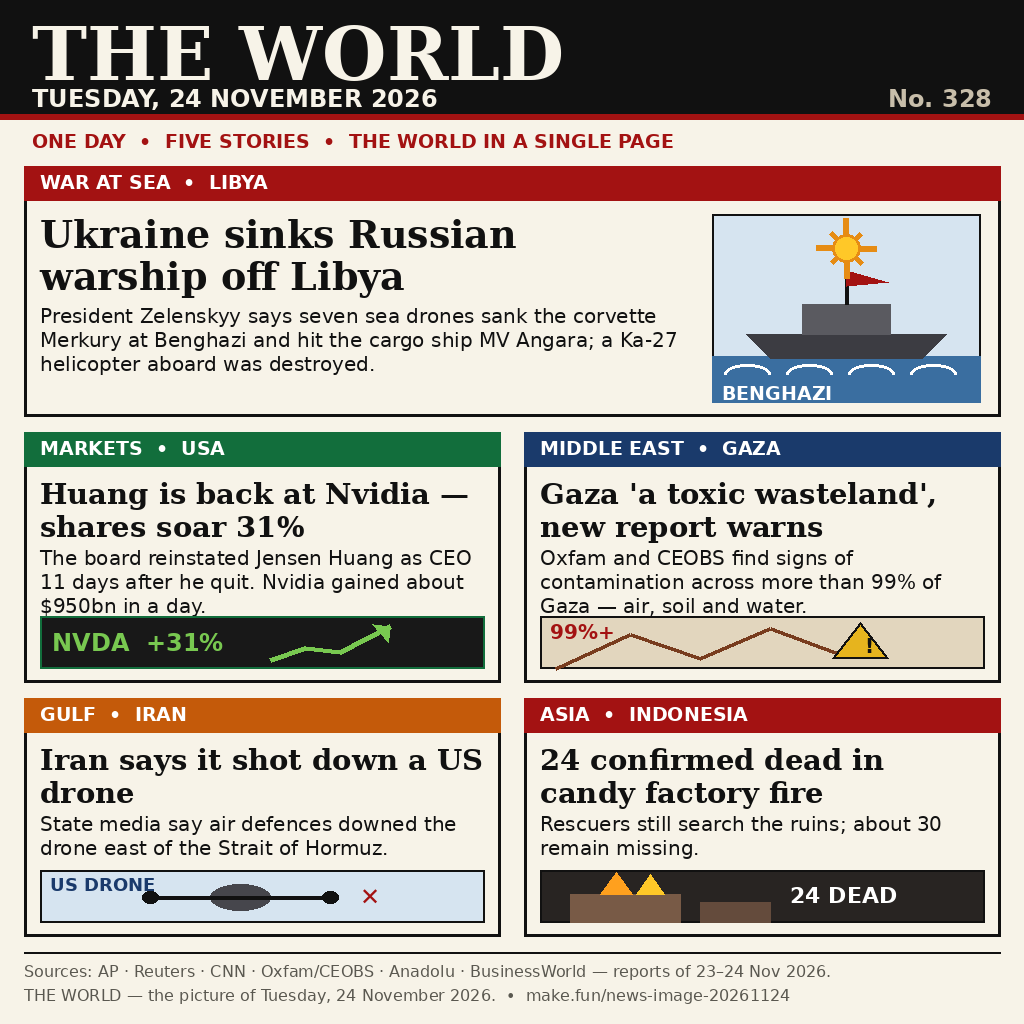 THE WORLD
TUESDAY, 24 NOVEMBER 2026
No. 328
ONE DAY • FIVE STORIES • THE WORLD IN A SINGLE PAGE
WAR AT SEA • LIBYA
Ukraine sinks Russian
warship off Libya
President Zelenskyy says seven sea drones sank the corvette
Merkury at Benghazi and hit the cargo ship MV Angara; a Ka-27
helicopter aboard was destroyed.
BENGHAZI
MARKETS • USA
Huang is back at Nvidia —
shares soar 31%
The board reinstated Jensen Huang as CEO
11 days after he quit. Nvidia gained about
$950bn in a day.
NVDA +31%
MIDDLE EAST • GAZA
Gaza 'a toxic wasteland',
new report warns
Oxfam and CEOBS find signs of
contamination across more than 99% of
Gaza — air, soil and water.
99%+
!
GULF • IRAN
Iran says it shot down a US
drone
State media say air defences downed the
drone east of the Strait of Hormuz.
US DRONE
✕
ASIA • INDONESIA
24 confirmed dead in
candy factory fire
Rescuers still search the ruins; about 30
remain missing.
24 DEAD
Sources: AP · Reuters · CNN · Oxfam/CEOBS · Anadolu · BusinessWorld — reports of 23–24 Nov 2026.
THE WORLD — the picture of Tuesday, 24 November 2026. • make.fun/news-image-20261124